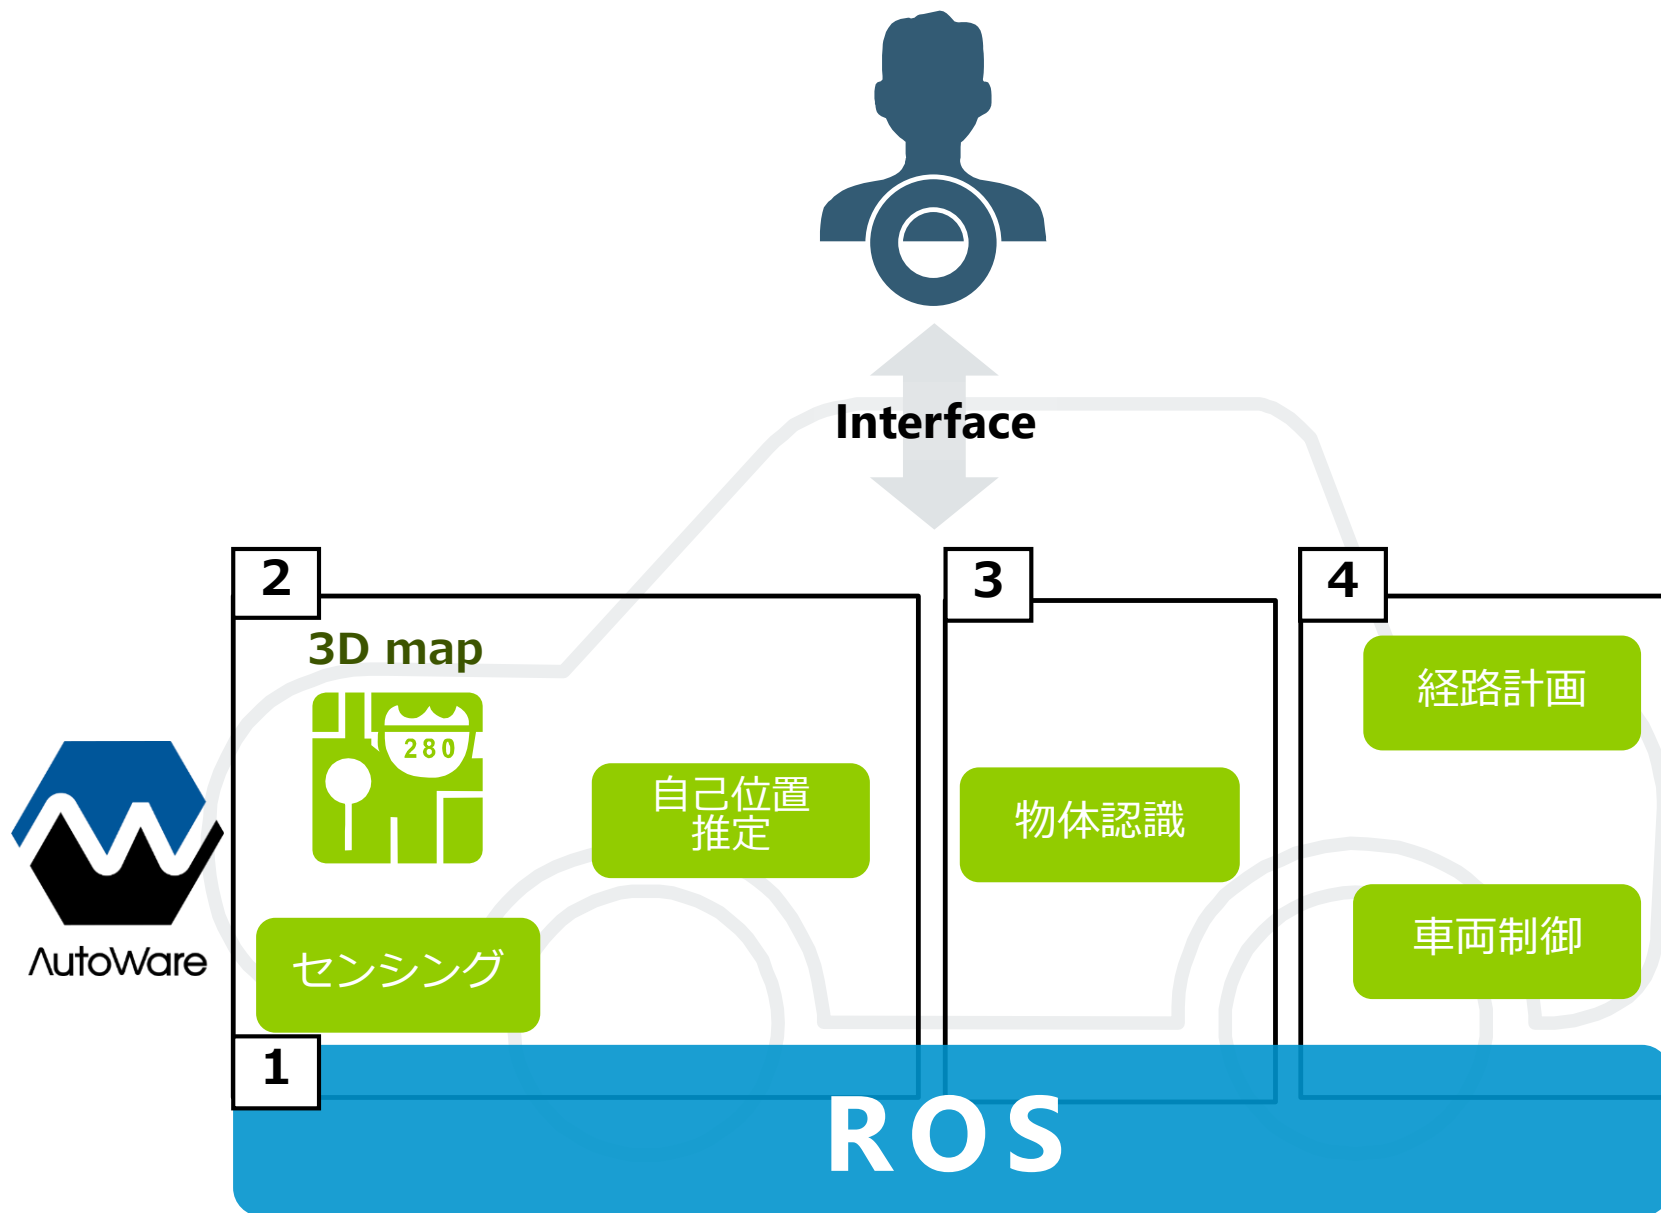 Interface
2
3
4
3D map
280
経路計画
自己位置
推定
物体認識
車両制御
センシング
AutoWare
1
ROS